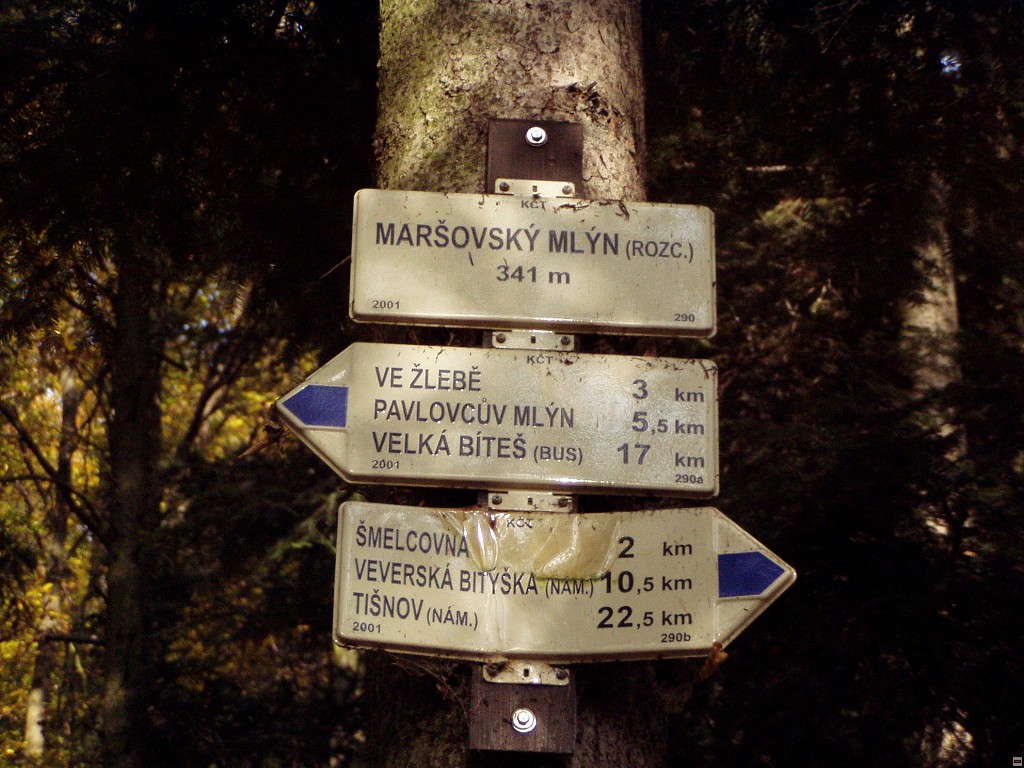 KČT
MARŠOVSKÝ MLÝN (ROZC.)
341 m
2001 290
KČT
VE ŽLEBĚ 3 km
PAVLOVCŮV MLÝN 5,5 km
VELKÁ BÍTEŠ (BUS) 17 km
2001 290a
KČT
ŠMELCOVNA 2 km
VEVERSKÁ BITÝŠKA (NÁM.) 10,5 km
TIŠNOV (NÁM.) 22,5 km
2001 290b